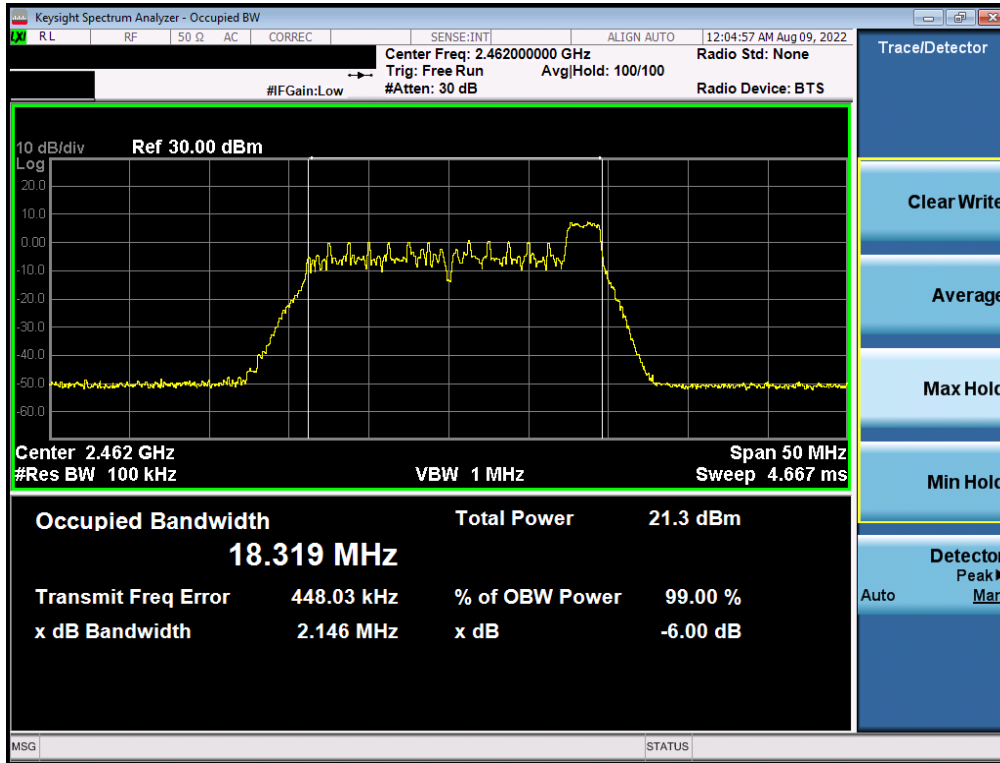 Keysight Spectrum Analyzer - Occupied BW
LXI RL RF 50 Ω AC CORREC SENSE:INT ALIGN AUTO 12:04:57 AM Aug 09, 2022
Center Freq: 2.462000000 GHz Radio Std: None
Trig: Free Run Avg|Hold: 100/100
#IFGain:Low #Atten: 30 dB Radio Device: BTS
Trace/Detector
10 dB/div Ref 30.00 dBm
Log
20.0
10.0
0.00
-10.0
-20.0
-30.0
-40.0
-50.0
-60.0
Center 2.462 GHz Span 50 MHz
#Res BW 100 kHz VBW 1 MHz Sweep 4.667 ms
Occupied Bandwidth Total Power 21.3 dBm
18.319 MHz
Transmit Freq Error 448.03 kHz % of OBW Power 99.00 %
x dB Bandwidth 2.146 MHz x dB -6.00 dB
Clear Write
Average
Max Hold
Min Hold
Detector
Peak
Auto Man
MSG STATUS